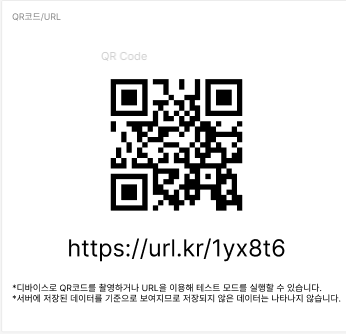 QR코드/URL
QR Code
https://url.kr/1yx8t6
*디바이스로 QR코드를 촬영하거나 URL을 이용해 테스트 모드를 실행할 수 있습니다.
*서버에 저장된 데이터를 기준으로 보여지므로 저장되지 않은 데이터는 나타나지 않습니다.